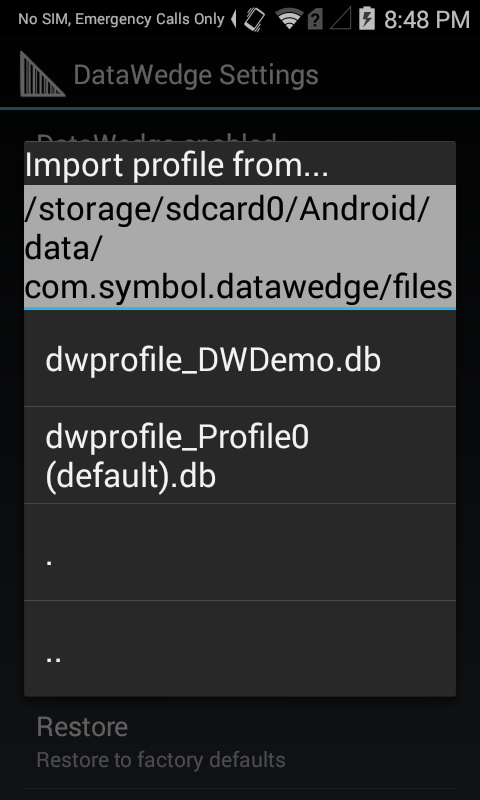 No SIM, Emergency Calls Only
8:48 PM
DataWedge Settings
DataWedge enabled
Import profile from...
/storage/sdcard0/Android/
data/
com.symbol.datawedge/files
dwprofile_DWDemo.db
dwprofile_Profile0
(default).db
.
..
Restore
Restore to factory defaults